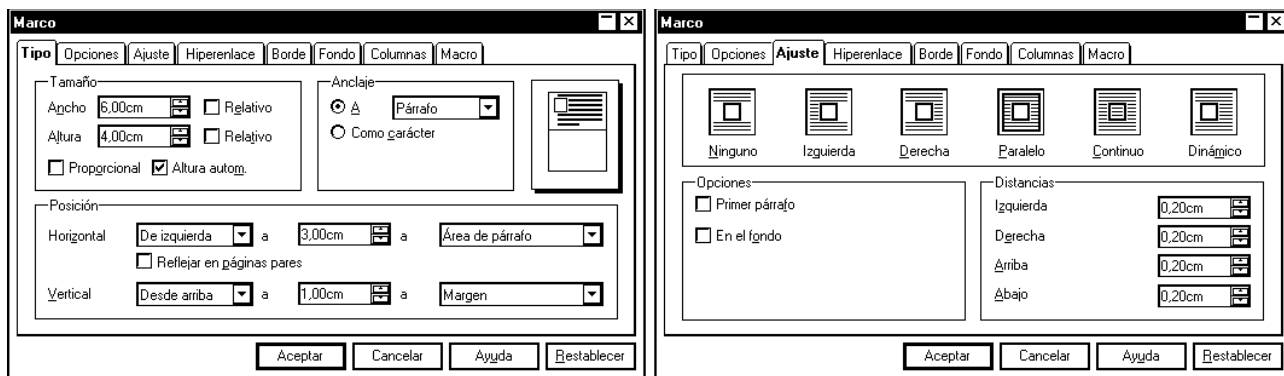 Marco
Tipo Opciones Ajuste Hiperenlace Borde Fondo Columnas Macro
Tamaño
Ancho 6,00cm Relativo
Altura 4,00cm Relativo
Proporcional Altura autom.
Anclaje
A Párrafo
Como carácter
Posición
Horizontal De izquierda a 3,00cm a Área de párrafo
Reflejar en páginas pares
Vertical Desde arriba a 1,00cm a Margen
Aceptar Cancelar Ayuda Restablecer
Marco
Tipo Opciones Ajuste Hiperenlace Borde Fondo Columnas Macro
Ninguno Izquierda Derecha Paralelo Continuo Dinámico
Opciones
Primer párrafo
En el fondo
Distancias
Izquierda 0,20cm
Derecha 0,20cm
Arriba 0,20cm
Abajo 0,20cm
Aceptar Cancelar Ayuda Restablecer